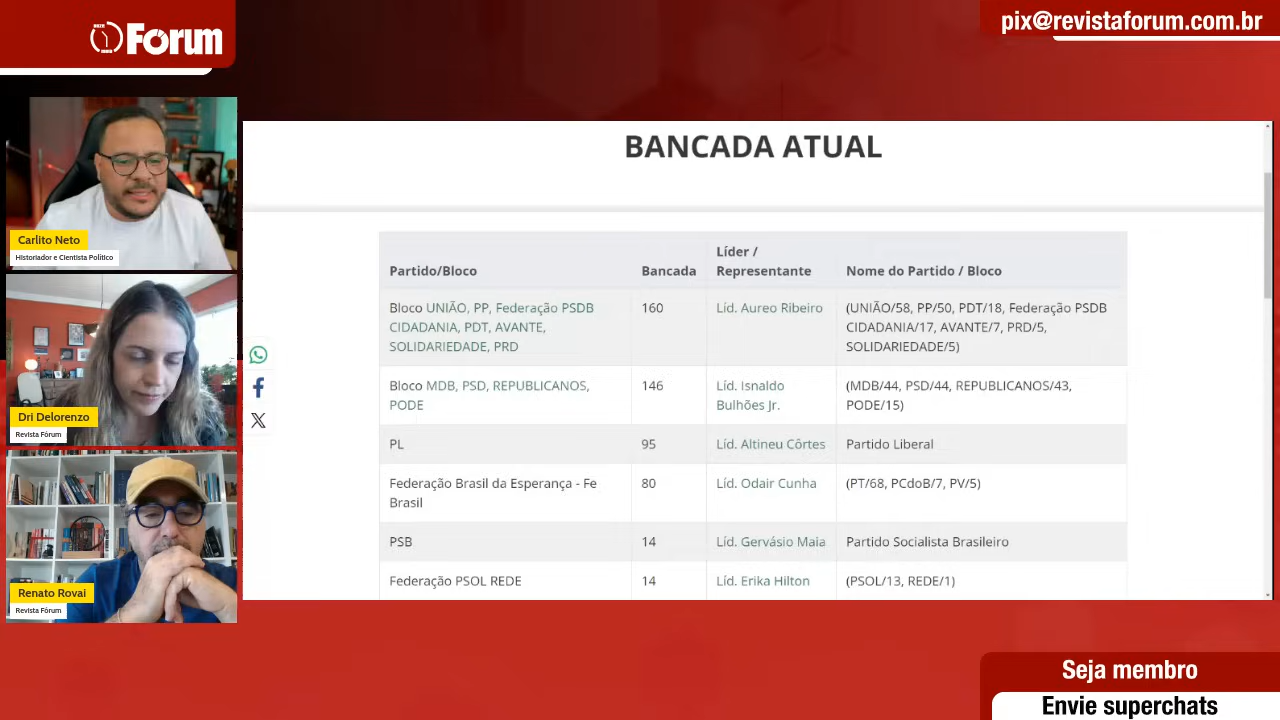 Forum
pix@revistaforum.com.br
Carlito Neto
Historiador e Cientista Político
Dri Delorenzo
Revista Fórum
Renato Rovai
Revista Fórum
BANCADA ATUAL
Partido/Bloco
Bancada
Líder /
Representante
Nome do Partido / Bloco
Bloco UNIÃO, PP, Federação PSDB
CIDADANIA, PDT, AVANTE,
SOLIDARIEDADE, PRD
160
Líd. Aureo Ribeiro
(UNIÃO/58, PP/50, PDT/18, Federação PSDB
CIDADANIA/17, AVANTE/7, PRD/5,
SOLIDARIEDADE/5)
Bloco MDB, PSD, REPUBLICANOS,
PODE
146
Líd. Isnaldo
Bulhões Jr.
(MDB/44, PSD/44, REPUBLICANOS/43,
PODE/15)
PL
95
Líd. Altineu Côrtes
Partido Liberal
Federação Brasil da Esperança - Fe
Brasil
80
Líd. Odair Cunha
(PT/68, PCdoB/7, PV/5)
PSB
14
Líd. Gervásio Maia
Partido Socialista Brasileiro
Federação PSOL REDE
14
Líd. Erika Hilton
(PSOL/13, REDE/1)
Seja membro
Envie superchats